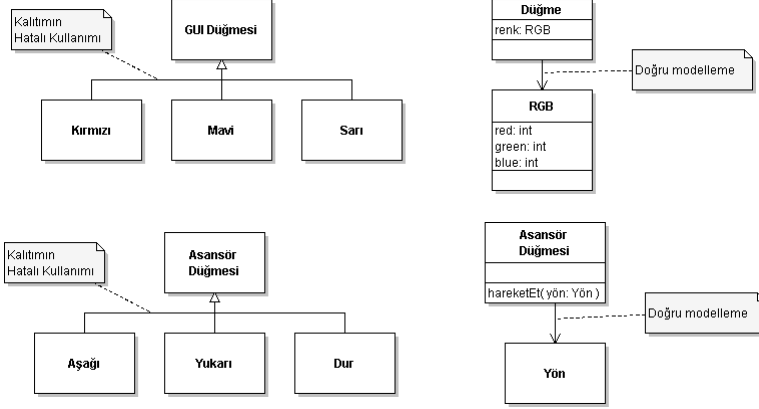 Kalıtımın
Hatalı Kullanımı
GUI Düğmesi
Kırmızı
Mavi
Sarı
Düğme
renk: RGB
Doğru modelleme
RGB
red: int
green: int
blue: int
Kalıtımın
Hatalı Kullanımı
Asansör
Düğmesi
Aşağı
Yukarı
Dur
Asansör
Düğmesi
hareketEt( yön: Yön )
Doğru modelleme
Yön